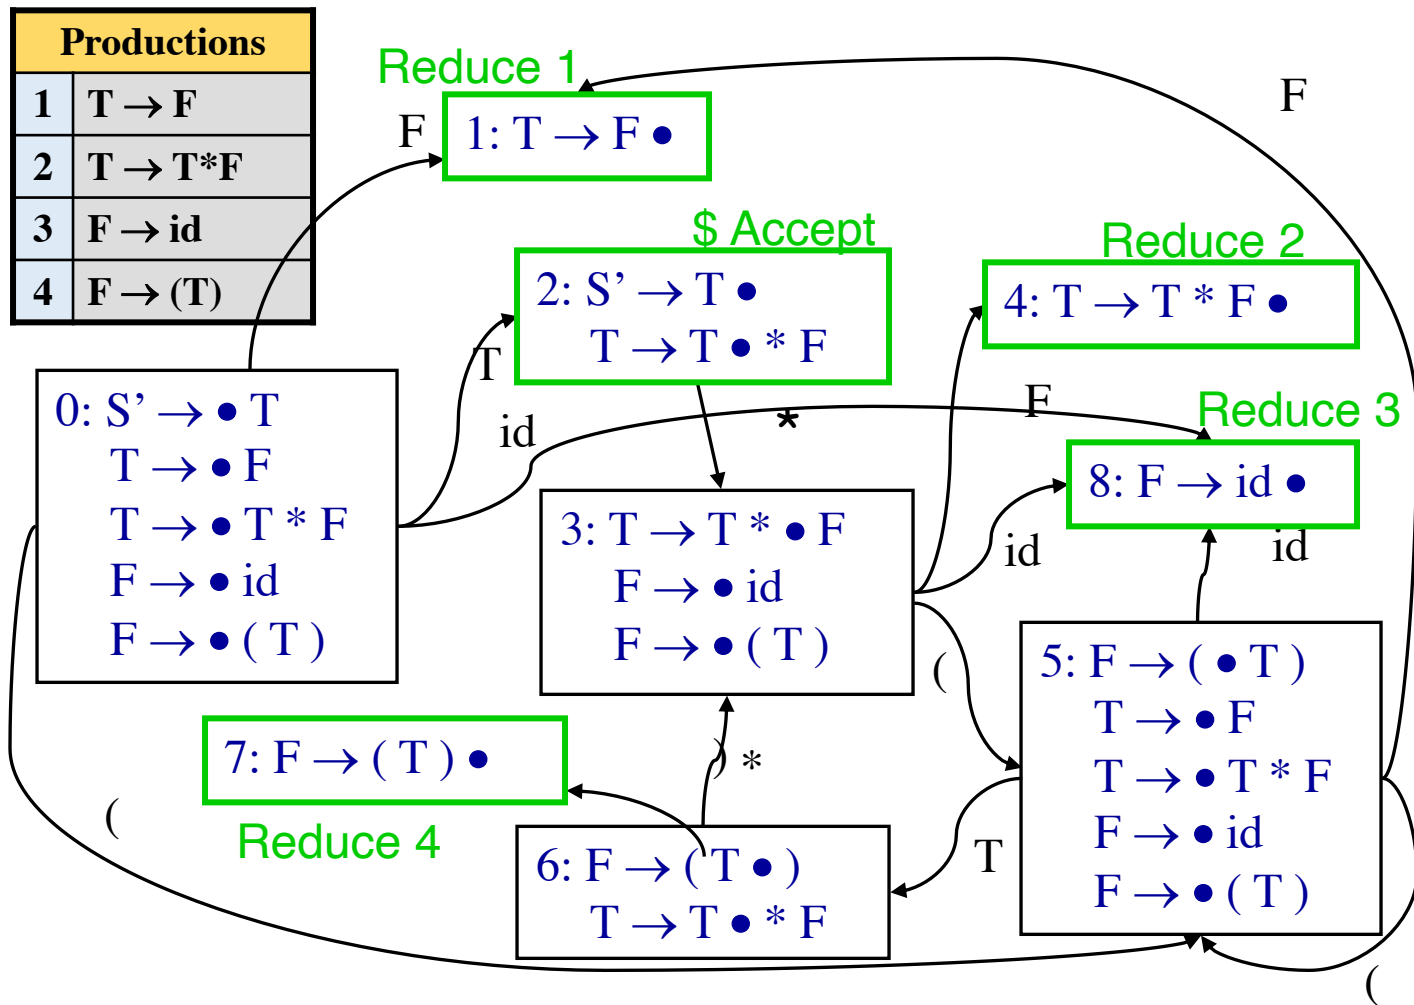 Productions
1 T → F
2 T → T*F
3 F → id
4 F → (T)
Reduce 1
F
1: T → F •
F
$ Accept
2: S’ → T •
T → T • * F
Reduce 2
4: T → T * F •
T
id
*
F
Reduce 3
8: F → id •
id
id
0: S’ → • T
T → • F
T → • T * F
F → • id
F → • ( T )
3: T → T * • F
F → • id
F → • ( T )
(
5: F → ( • T )
T → • F
T → • T * F
F → • id
F → • ( T )
7: F → ( T ) •
Reduce 4
) *
(
6: F → ( T • )
T → T • * F
T
(